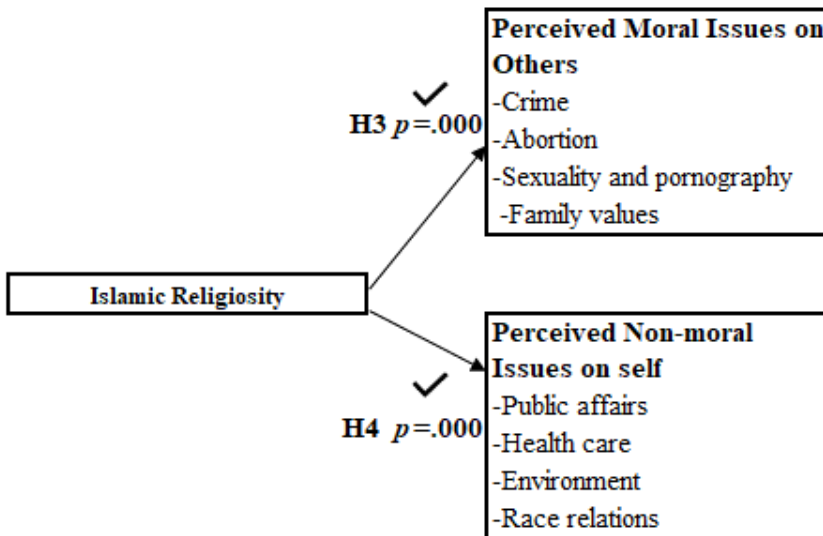 Perceived Moral Issues on
Others
-Crime
-Abortion
-Sexuality and pornography
-Family values
H3 p=.000
Islamic Religiosity
Perceived Non-moral
Issues on self
-Public affairs
-Health care
-Environment
-Race relations
H4 p=.000